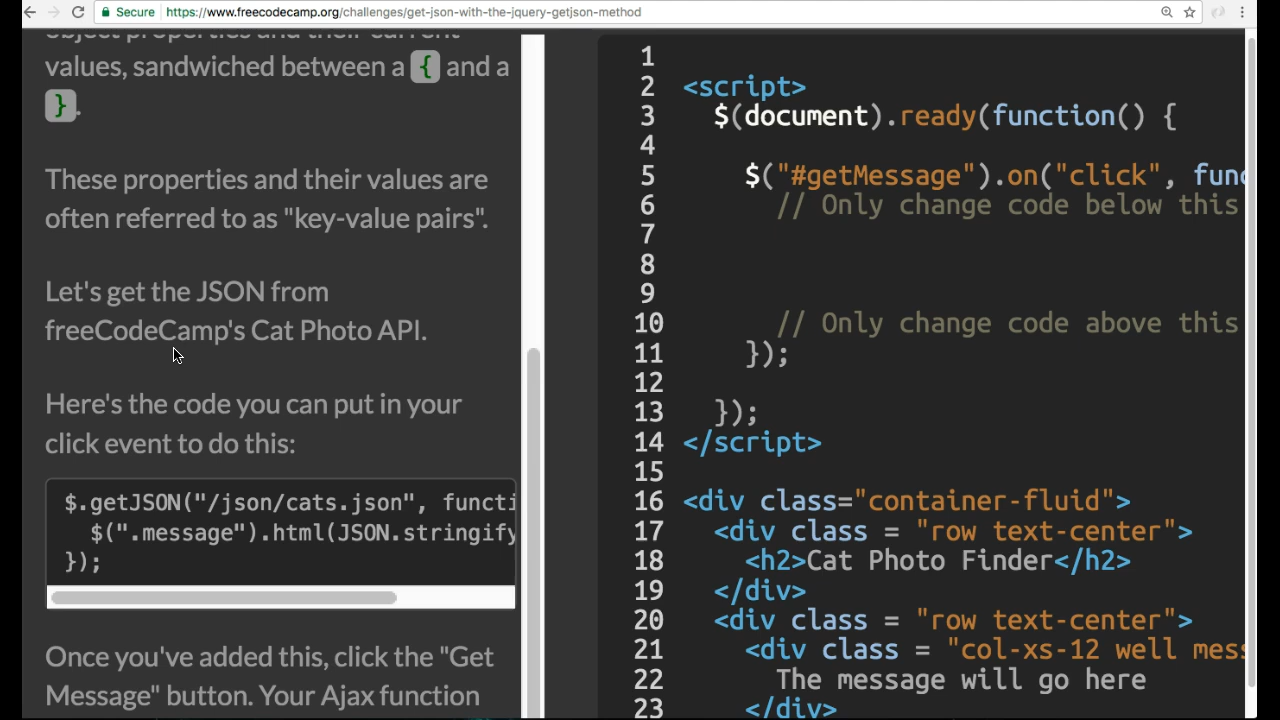 Secure https://www.freecodecamp.org/challenges/get-json-with-the-jquery-getjson-method
object properties and their current
values, sandwiched between a { and a
}.
These properties and their values are
often referred to as "key-value pairs".
Let's get the JSON from
freeCodeCamp's Cat Photo API.
Here's the code you can put in your
click event to do this:
$.getJSON("/json/cats.json", functi
$(".message").html(JSON.stringify
});
Once you've added this, click the "Get
Message" button. Your Ajax function
1
2 <script>
3 $(document).ready(function() {
4
5 $("#getMessage").on("click", func
6 // Only change code below this
7
8
9
10 // Only change code above this
11 });
12
13 });
14 </script>
15
16 <div class="container-fluid">
17 <div class = "row text-center">
18 <h2>Cat Photo Finder</h2>
19 </div>
20 <div class = "row text-center">
21 <div class = "col-xs-12 well mess
22 The message will go here
23 </div>